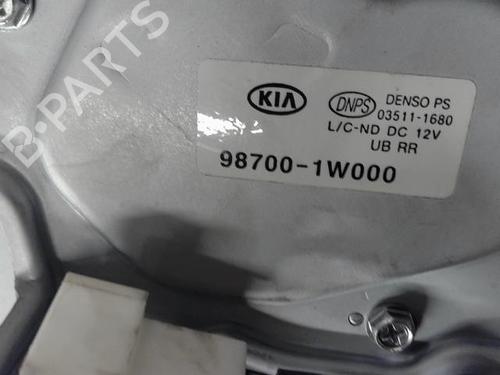 B-PARTS
KIA
DNPS
DENSO PS
03511-1680
L/C-ND DC 12V
UB RR
98700-1W000